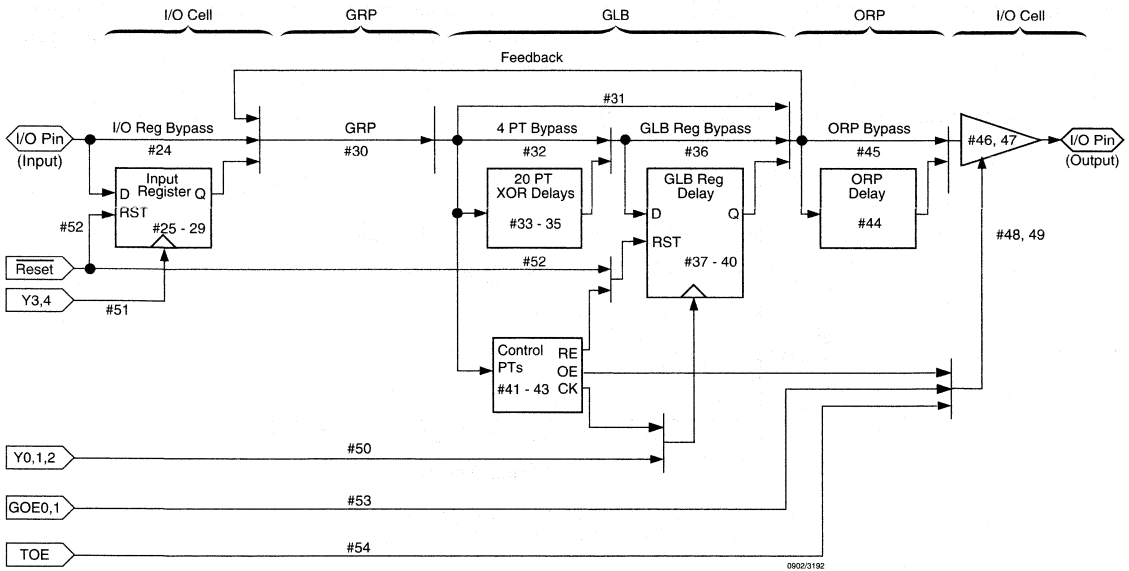 I/O Cell
GRP
GLB
ORP
I/O Cell
Feedback
#31
I/O Pin
(Input)
I/O Reg Bypass
#24
GRP
#30
4 PT Bypass
#32
GLB Reg Bypass
#36
ORP Bypass
#45
#46, 47
I/O Pin
(Output)
Input
Register
D
Q
RST
#25 - 29
20 PT
XOR Delays
#33 - 35
GLB Reg
Delay
D
Q
RST
#37 - 40
ORP
Delay
#44
#48, 49
#52
Reset
#52
Y3,4
#51
Control
PTs
#41 - 43
RE
OE
CK
Y0,1,2
#50
GOE0,1
#53
TOE
#54
0902/3192